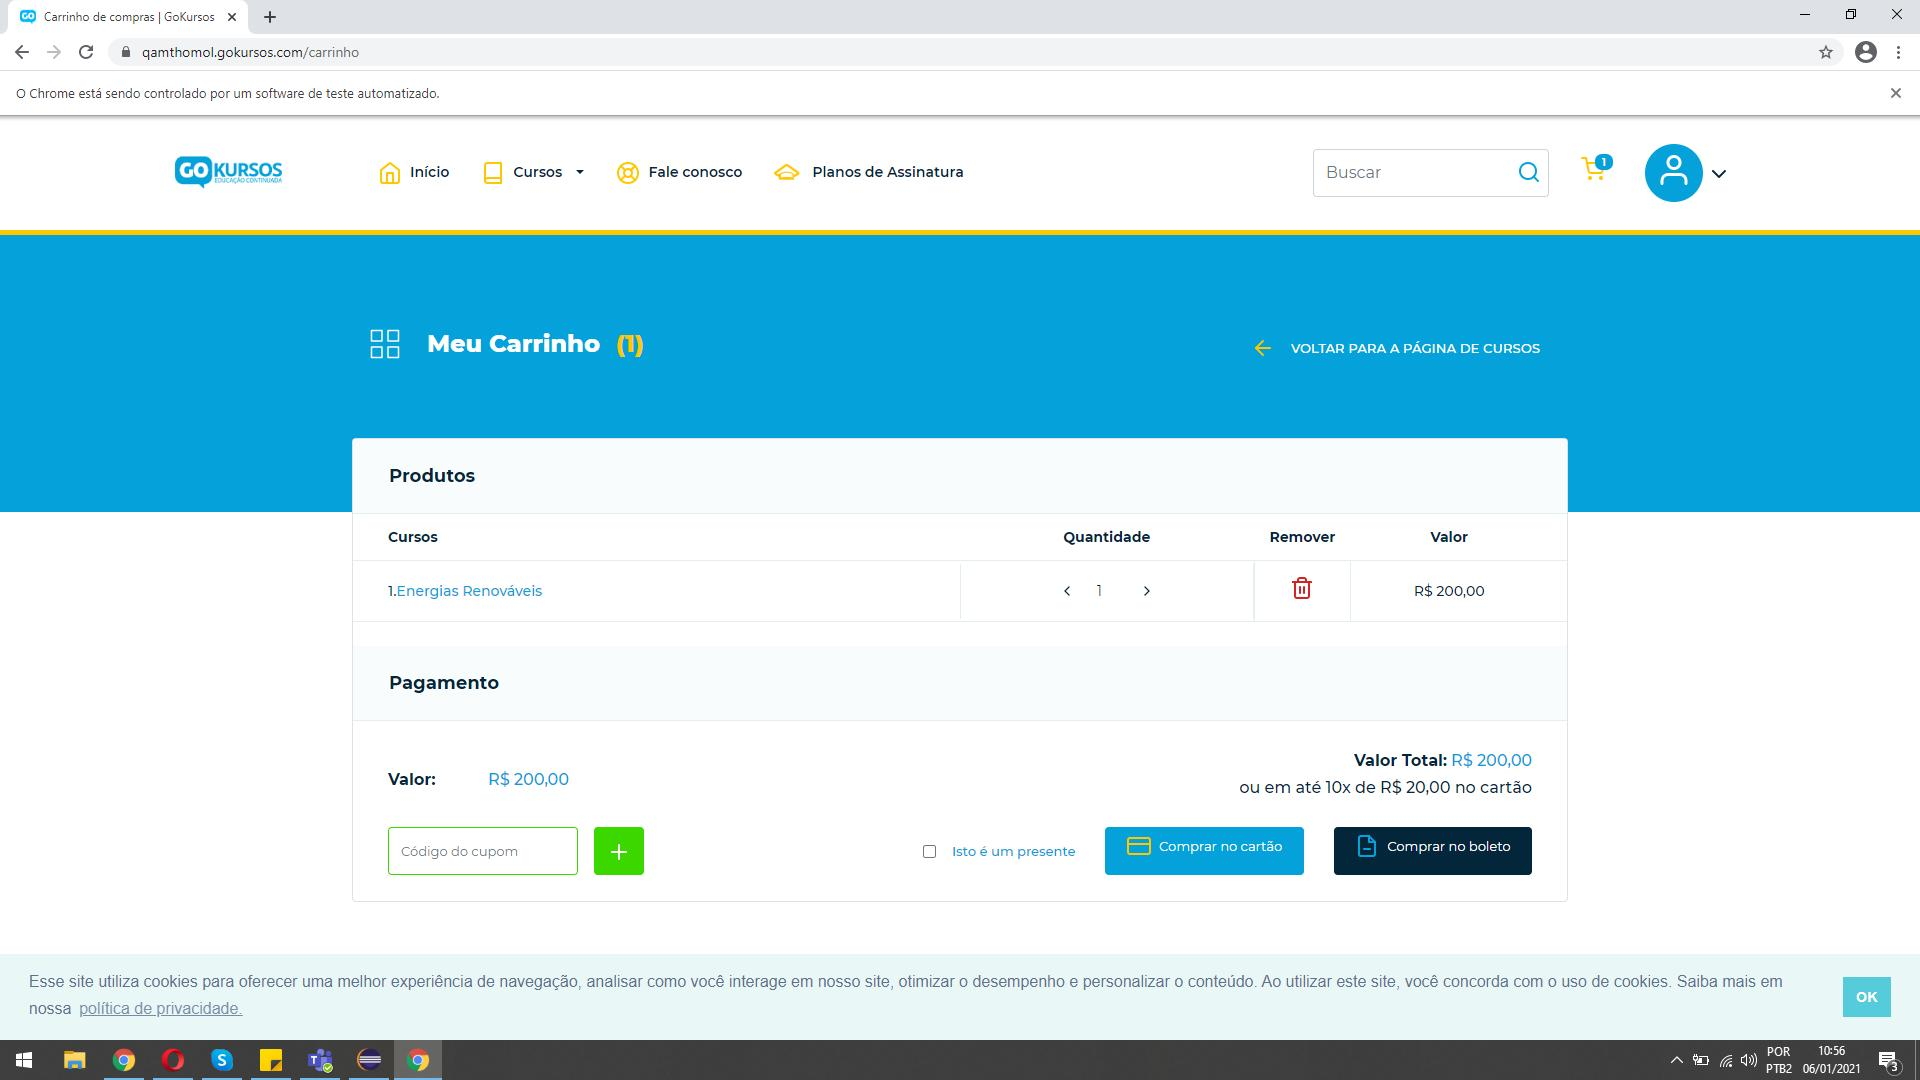 Carrinho de compras | GoKursos
qamthomol.gokursos.com/carrinho
O Chrome está sendo controlado por um software de teste automatizado.
GO KURSOS
EDUCAÇÃO CONTINUADA
Início
Cursos
Fale conosco
Planos de Assinatura
Buscar
1
Meu Carrinho (1)
VOLTAR PARA A PÁGINA DE CURSOS
Produtos
Cursos Quantidade Remover Valor
1.Energias Renováveis 1 R$ 200,00
Pagamento
Valor: R$ 200,00
Valor Total: R$ 200,00
ou em até 10x de R$ 20,00 no cartão
Código do cupom
+
Isto é um presente
Comprar no cartão
Comprar no boleto
Esse site utiliza cookies para oferecer uma melhor experiência de navegação, analisar como você interage em nosso site, otimizar o desempenho e personalizar o conteúdo. Ao utilizar este site, você concorda com o uso de cookies. Saiba mais em
nossa política de privacidade.
OK
POR
PTB2
10:56
06/01/2021
3